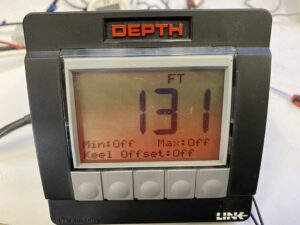 DEPTH
FT
131
Min:Off Max:Off
Keel Offset:Off
LINK